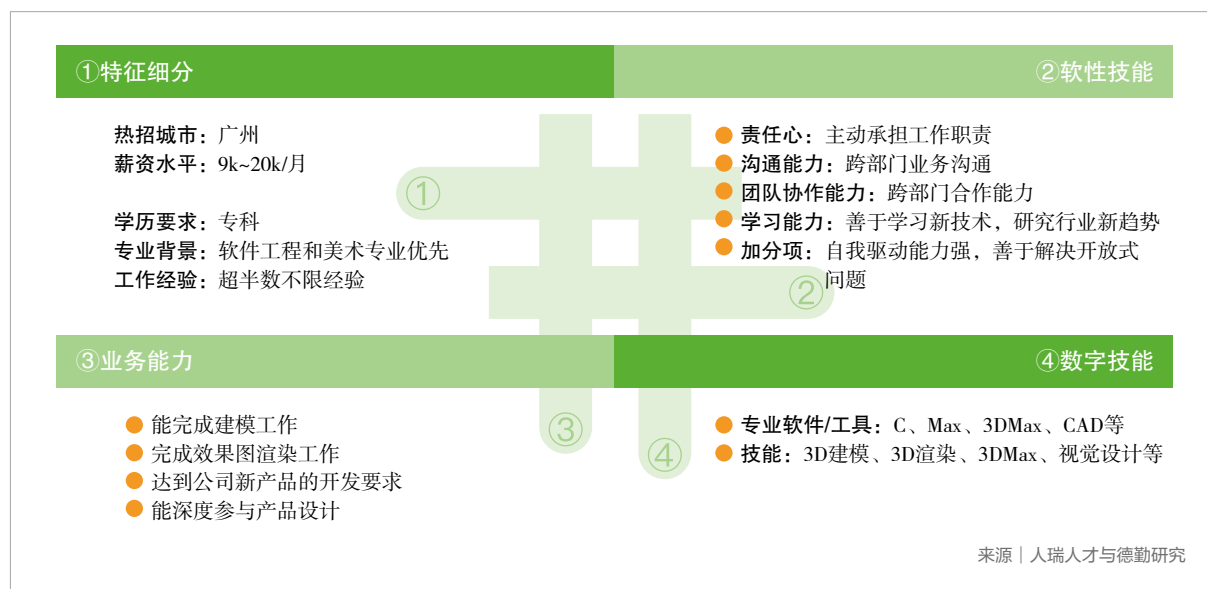 ①特征细分
②软性技能
热招城市：广州
薪资水平：9k~20k/月
学历要求：专科
专业背景：软件工程和美术专业优先
工作经验：超半数不限经验
①
责任心：主动承担工作职责
沟通能力：跨部门业务沟通
团队协作能力：跨部门合作能力
学习能力：善于学习新技术，研究行业新趋势
加分项：自我驱动能力强，善于解决开放式
问题
②
③业务能力
④数字技能
能完成建模工作
完成效果图渲染工作
达到公司新产品的开发要求
能深度参与产品设计
③
④
专业软件/工具：C、Max、3DMax、CAD等
技能：3D建模、3D渲染、3DMax、视觉设计等
来源｜人瑞人才与德勤研究